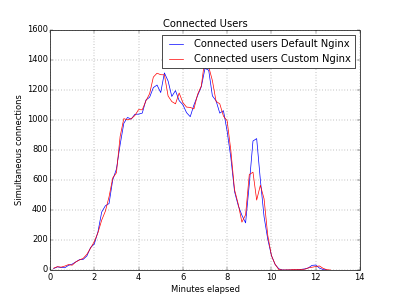 Connected Users
Connected users Default Nginx
Connected users Custom Nginx
1600
1400
1200
1000
800
600
400
200
0
Simultaneous connections
0 2 4 6 8 10 12 14
Minutes elapsed